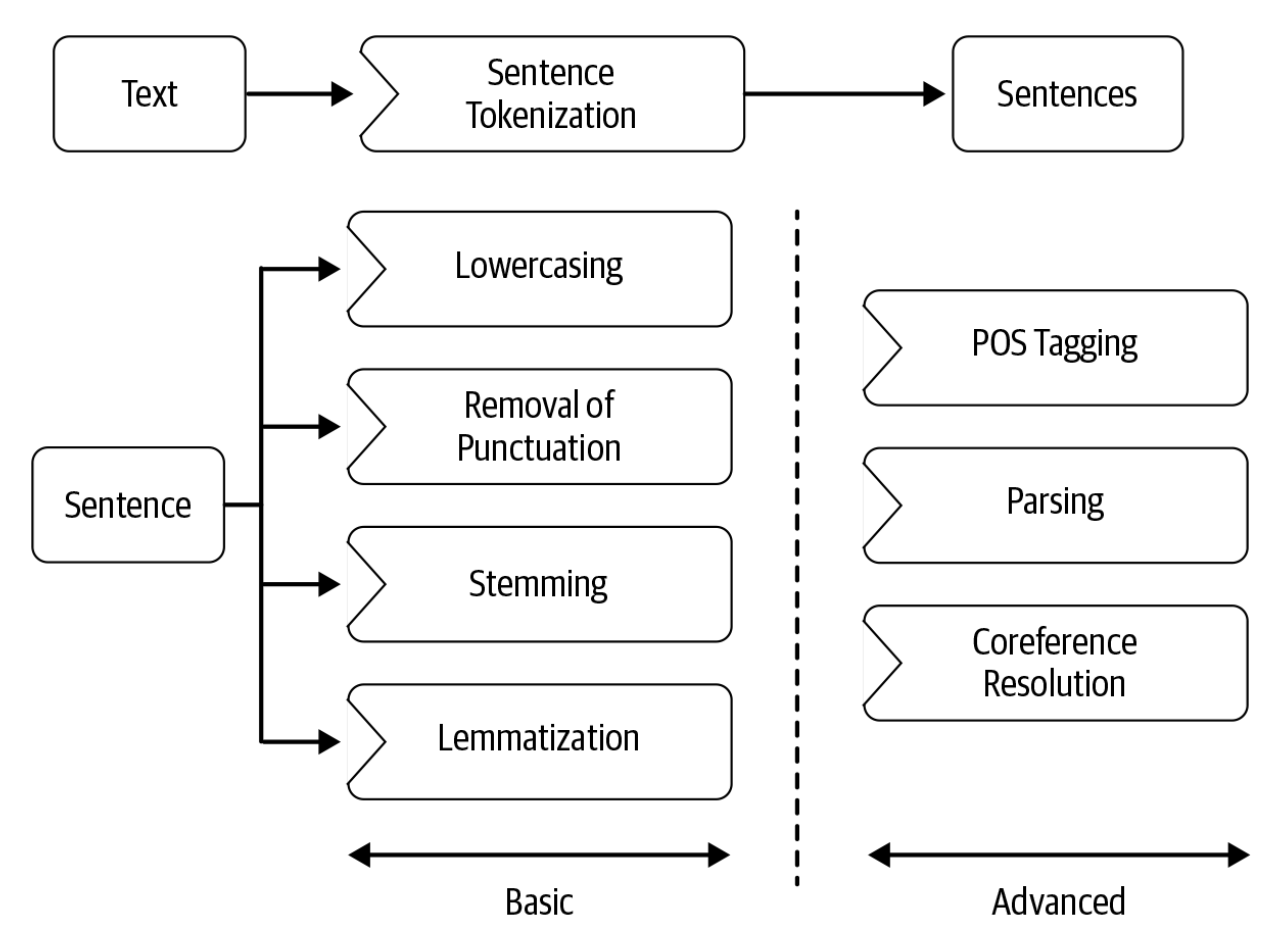 Text
Sentence
Tokenization
Sentences
Lowercasing
Removal of
Punctuation
Sentence
Stemming
Lemmatization
POS Tagging
Parsing
Coreference
Resolution
Basic
Advanced